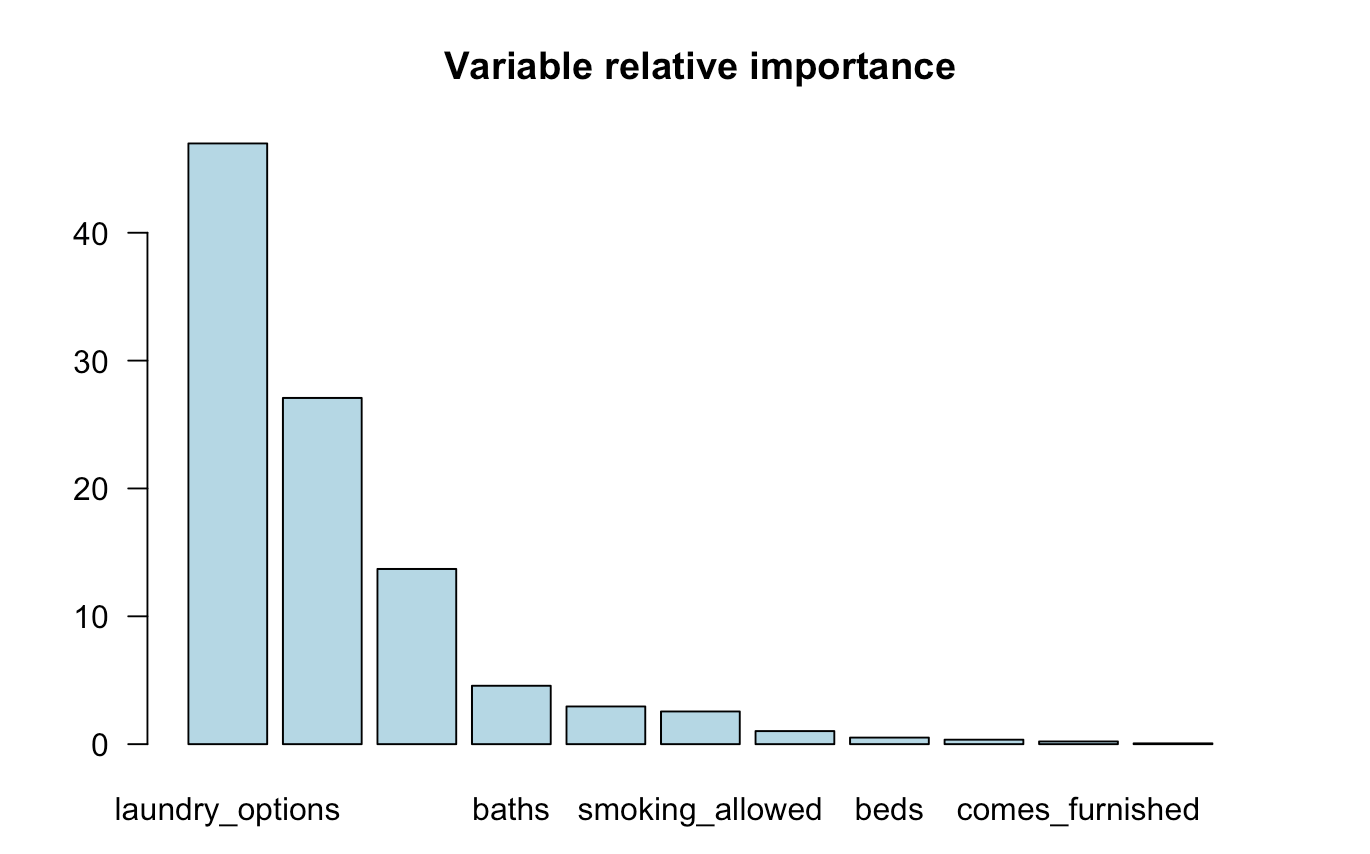 Variable relative importance
40
30
20
10
0
laundry_options baths smoking_allowed beds comes_furnished